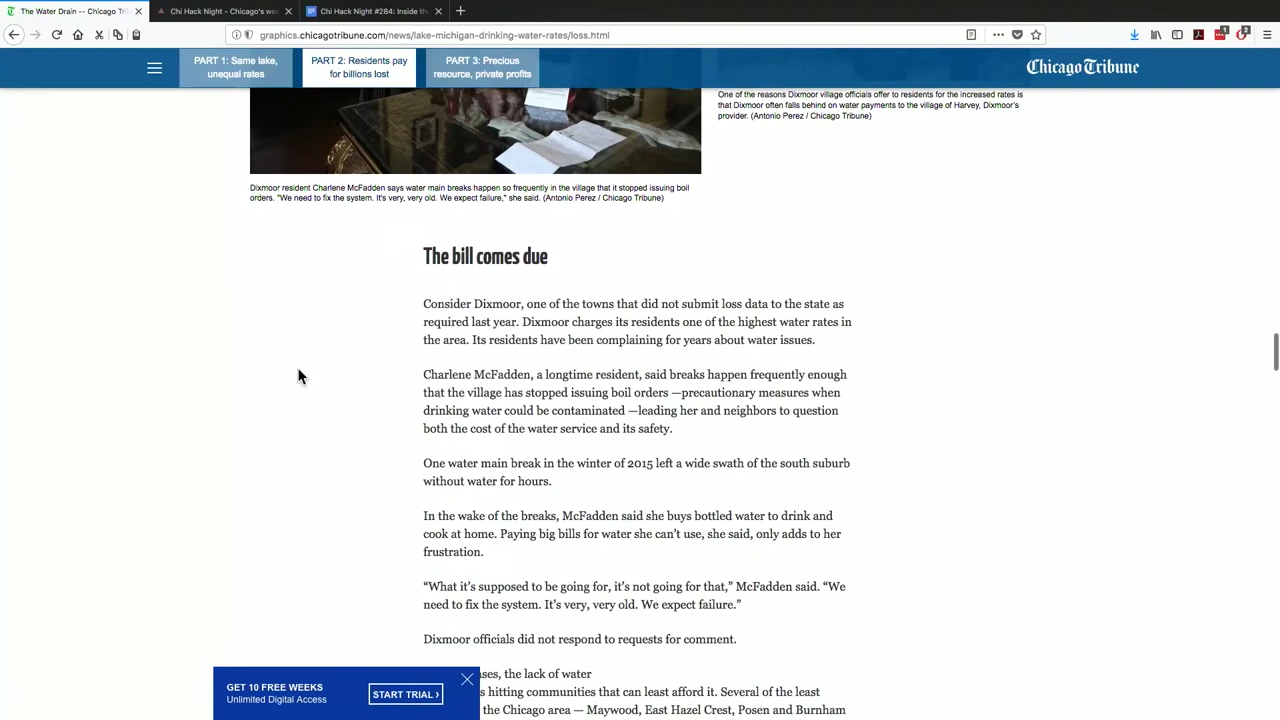 The Water Drain -- Chicago Tri
Chi Hack Night - Chicago's we
Chi Hack Night #284: Inside th
graphics.chicagotribune.com/news/lake-michigan-drinking-water-rates/loss.html
PART 1: Same lake,
unequal rates
PART 2: Residents pay
for billions lost
PART 3: Precious
resource, private profits
Chicago Tribune
One of the reasons Dixmoor village officials offer to residents for the increased rates is
that Dixmoor often falls behind on water payments to the village of Harvey, Dixmoor's
provider. (Antonio Perez / Chicago Tribune)
Dixmoor resident Charlene McFadden says water main breaks happen so frequently in the village that it stopped issuing boil
orders. "We need to fix the system. It's very, very old. We expect failure," she said. (Antonio Perez / Chicago Tribune)
The bill comes due
Consider Dixmoor, one of the towns that did not submit loss data to the state as
required last year. Dixmoor charges its residents one of the highest water rates in
the area. Its residents have been complaining for years about water issues.
Charlene McFadden, a longtime resident, said breaks happen frequently enough
that the village has stopped issuing boil orders —precautionary measures when
drinking water could be contaminated —leading her and neighbors to question
both the cost of the water service and its safety.
One water main break in the winter of 2015 left a wide swath of the south suburb
without water for hours.
In the wake of the breaks, McFadden said she buys bottled water to drink and
cook at home. Paying big bills for water she can't use, she said, only adds to her
frustration.
“What it's supposed to be going for, it's not going for that,” McFadden said. “We
need to fix the system. It's very, very old. We expect failure.”
Dixmoor officials did not respond to requests for comment.
ses, the lack of water
s hitting communities that can least afford it. Several of the least
the Chicago area — Maywood, East Hazel Crest, Posen and Burnham
GET 10 FREE WEEKS
Unlimited Digital Access
START TRIAL ›